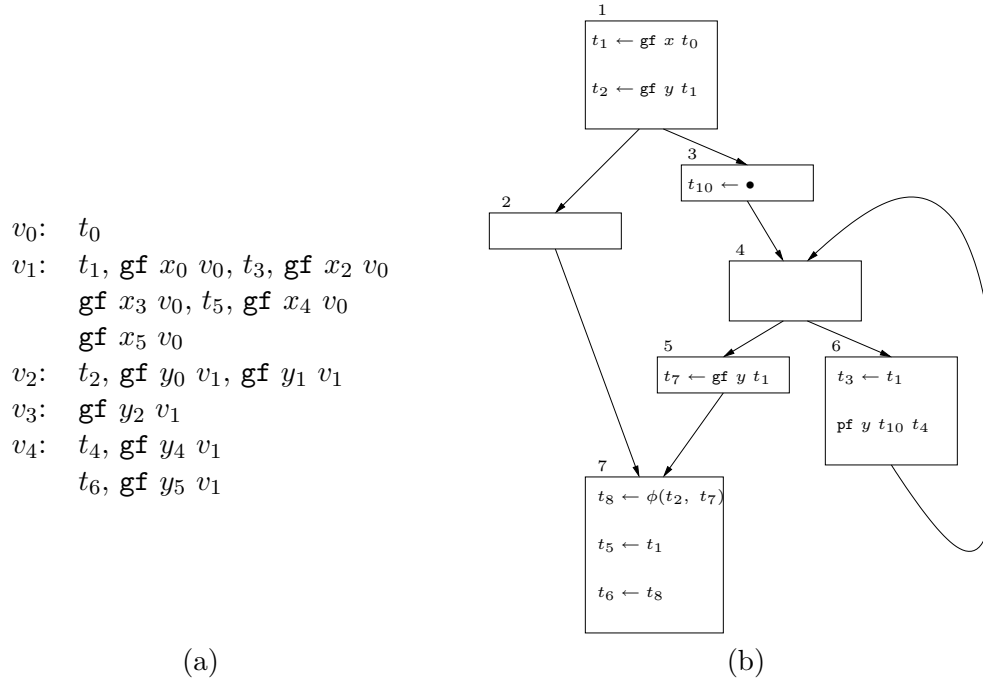 v₀: t₀
v₁: t₁, gf x₀ v₀, t₃, gf x₂ v₀
gf x₃ v₀, t₅, gf x₄ v₀
gf x₅ v₀
v₂: t₂, gf y₀ v₁, gf y₁ v₁
v₃: gf y₂ v₁
v₄: t₄, gf y₄ v₁
t₆, gf y₅ v₁
(a)
1
t₁ ← gf x t₀
t₂ ← gf y t₁
3
t₁₀ ← •
2
4
5
t₇ ← gf y t₁
6
t₃ ← t₁
pf y t₁₀ t₄
7
t₈ ← ϕ(t₂, t₇)
t₅ ← t₁
t₆ ← t₈
(b)